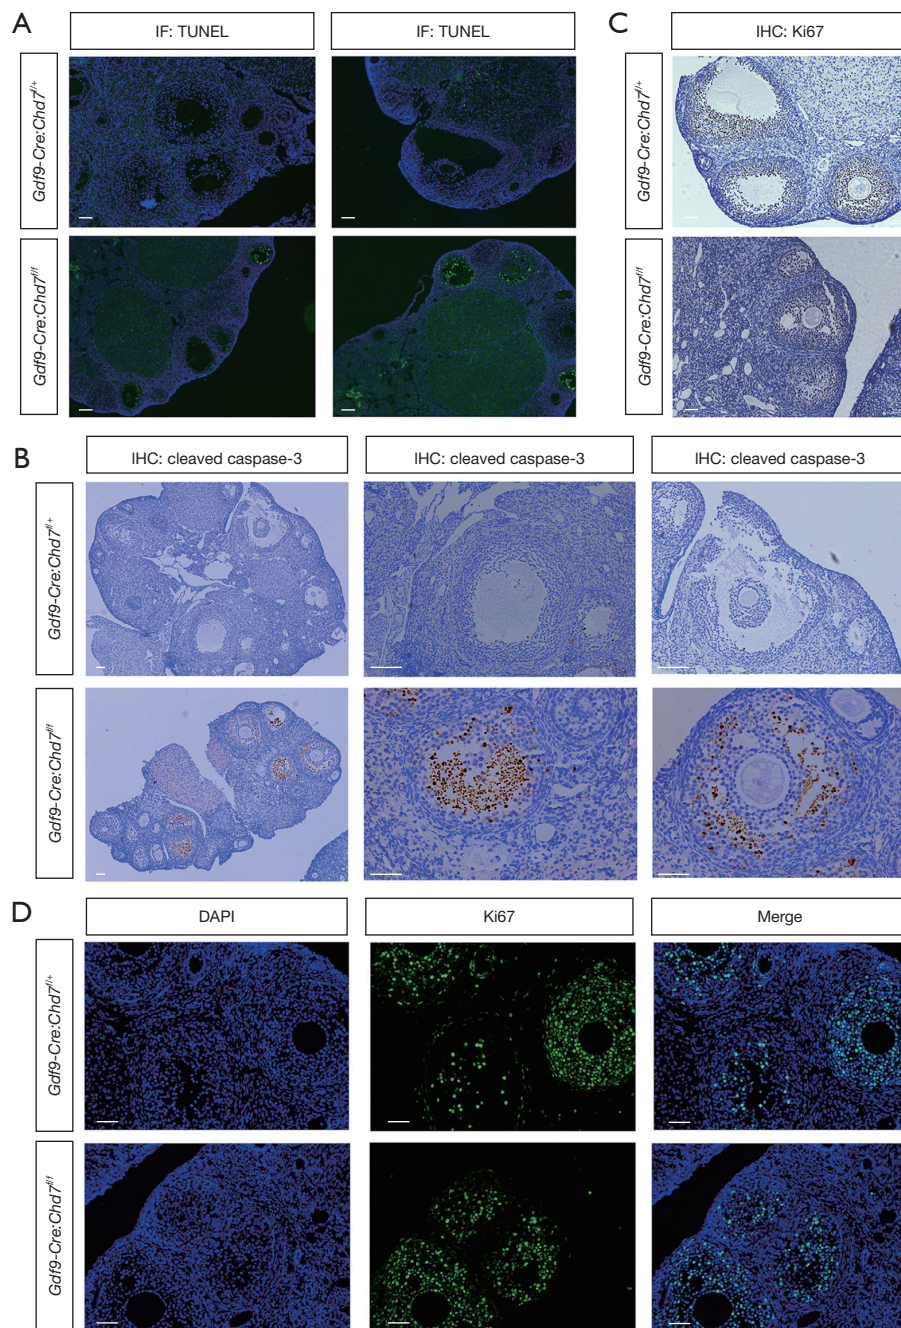 A
IF: TUNEL
IF: TUNEL
Gdf9-Cre:Chd7f/+
Gdf9-Cre:Chd7f/f
C
IHC: Ki67
Gdf9-Cre:Chd7f/+
Gdf9-Cre:Chd7f/f
B
IHC: cleaved caspase-3
IHC: cleaved caspase-3
IHC: cleaved caspase-3
Gdf9-Cre:Chd7f/+
Gdf9-Cre:Chd7f/f
D
DAPI
Ki67
Merge
Gdf9-Cre:Chd7f/+
Gdf9-Cre:Chd7f/f